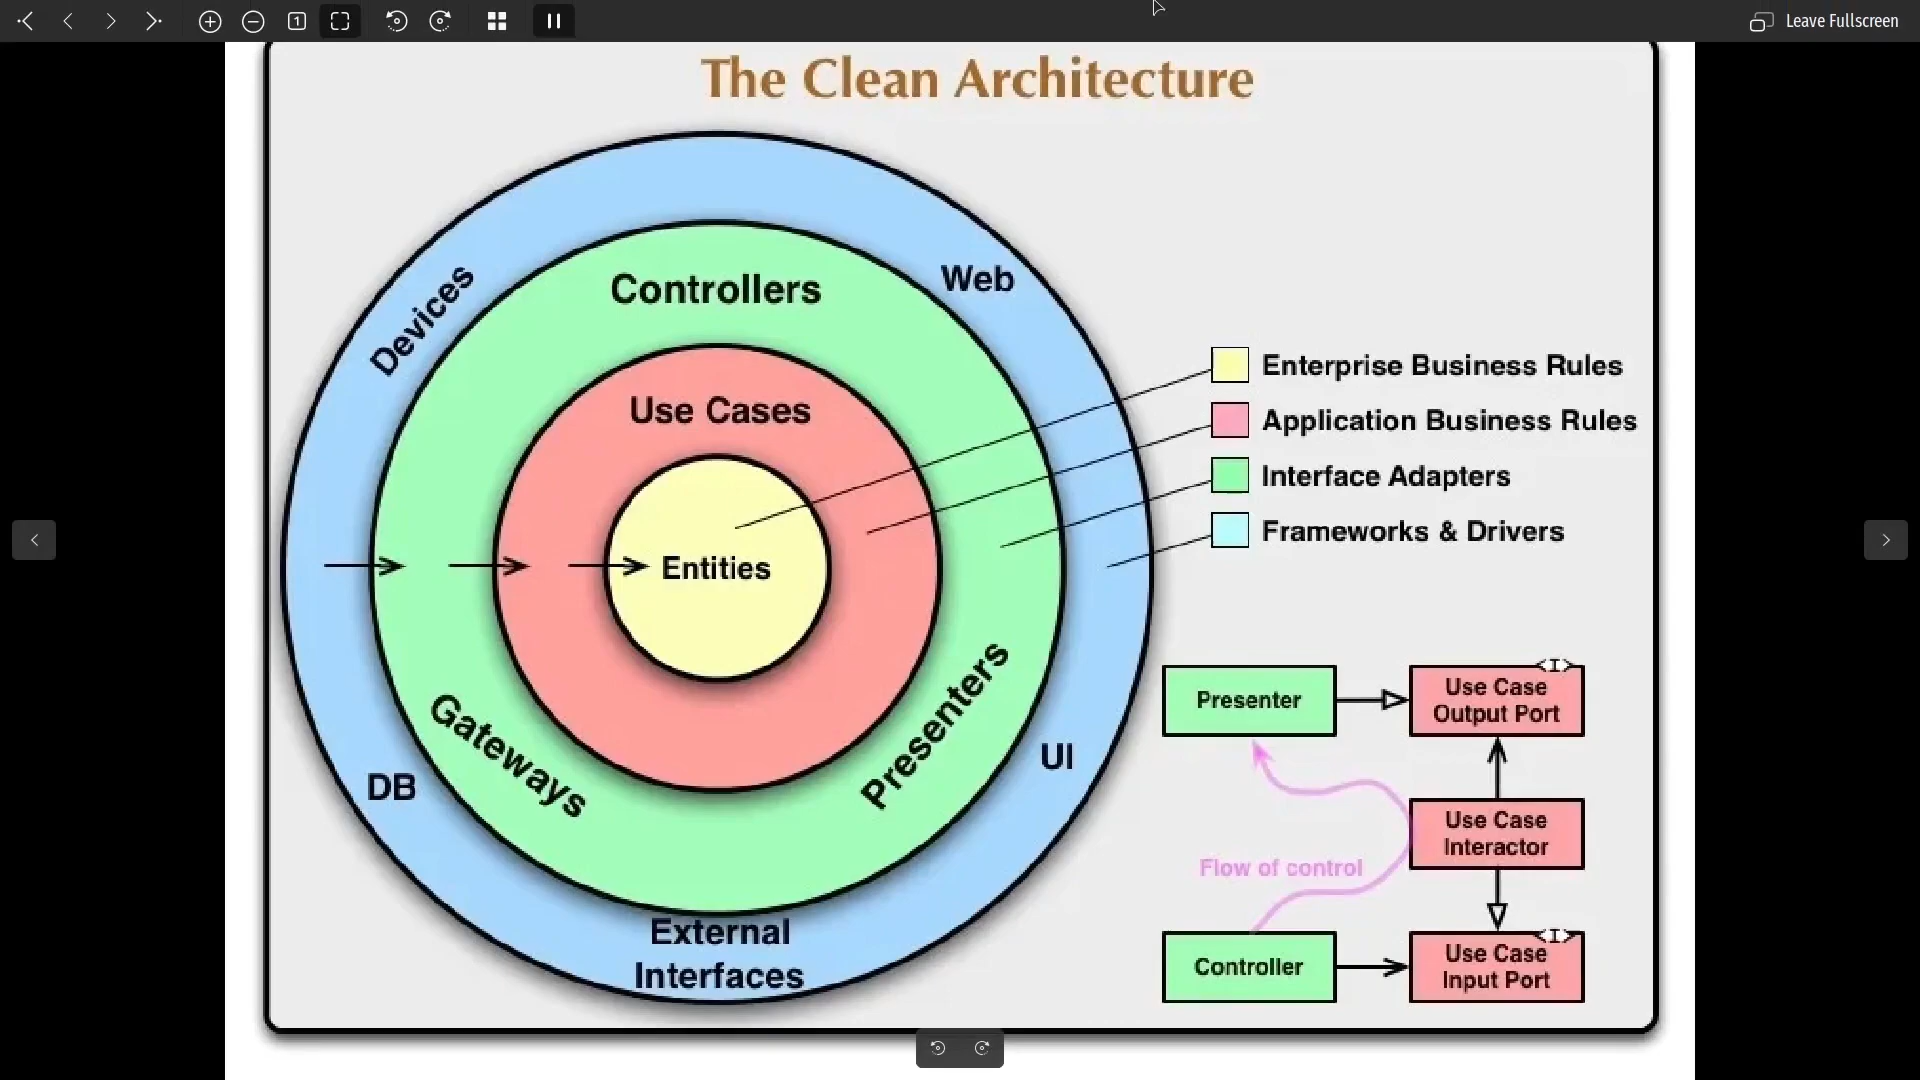 1
Leave Fullscreen
The Clean Architecture
Devices
Controllers
Web
Use Cases
Entities
Gateways
Presenters
DB
UI
External
Interfaces
Enterprise Business Rules
Application Business Rules
Interface Adapters
Frameworks & Drivers
Presenter
<I>
Use Case
Output Port
Use Case
Interactor
Flow of control
Controller
<I>
Use Case
Input Port